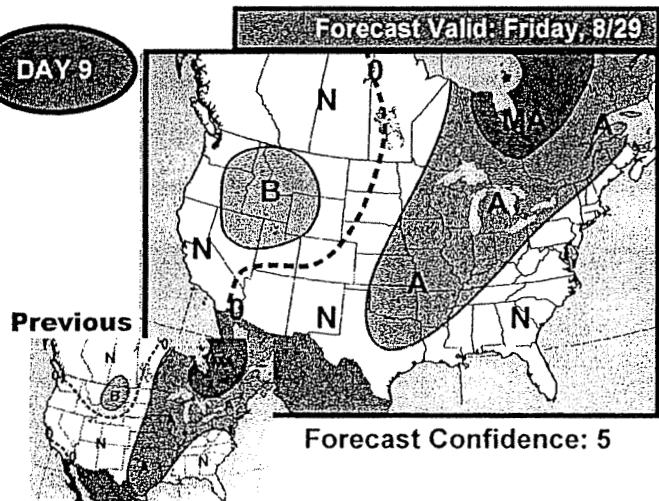 Forecast Valid: Friday, 8/29
DAY 9
0
N
MA
A
B
A
N
A
0
N
N
Previous
0
N
B
A
N
A
N
Forecast Confidence: 5